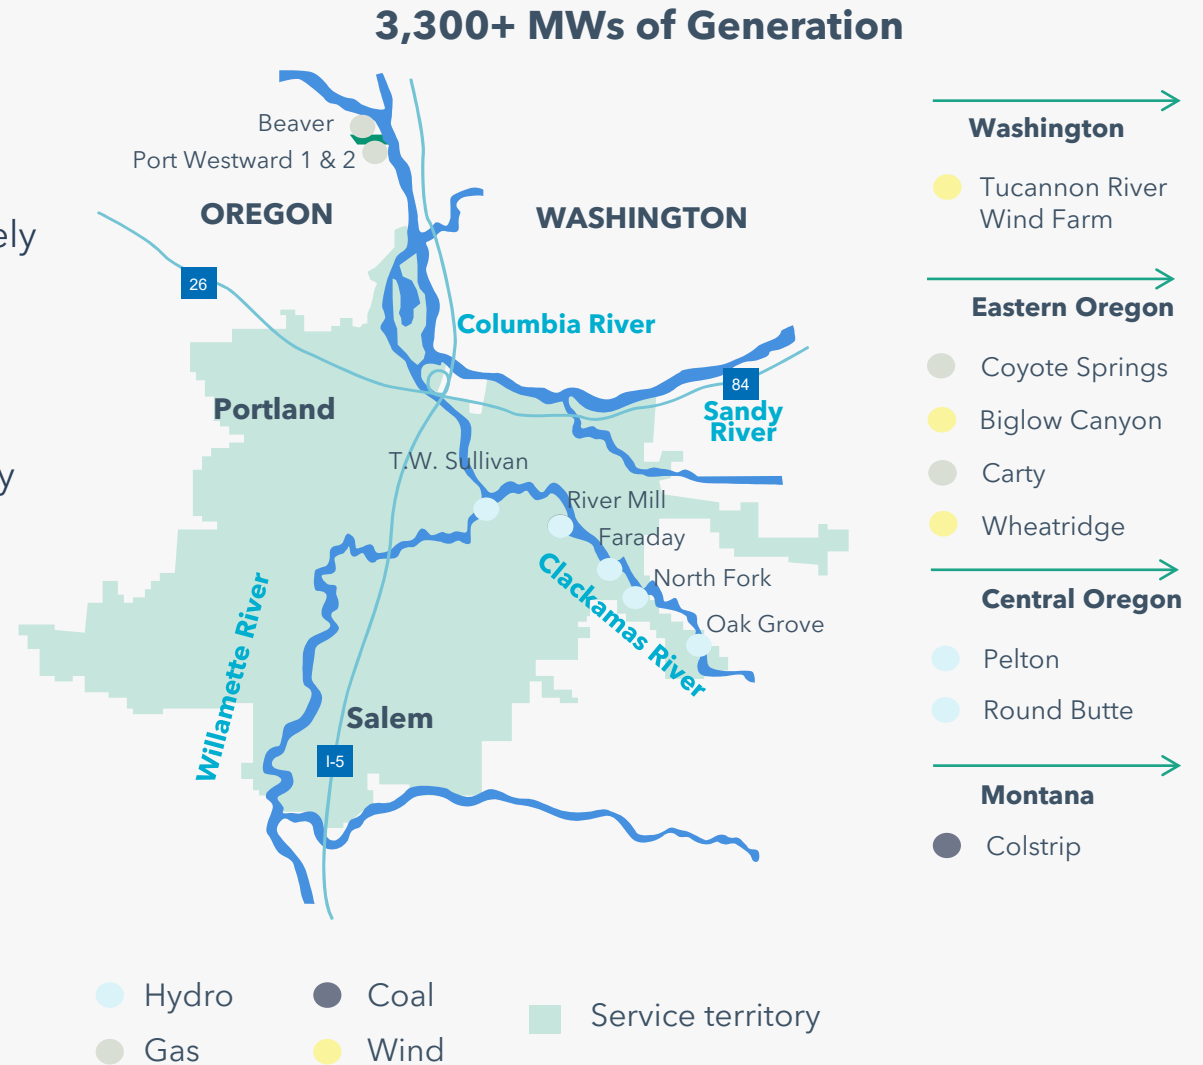 3,300+ MWs of Generation
Beaver
Port Westward 1 & 2
OREGON
WASHINGTON
ely
26
Columbia River
84
Sandy
River
Portland
T.W. Sullivan
y
River Mill
Faraday
North Fork
Clackamas River
Oak Grove
Willamette River
Salem
I-5
Washington
Tucannon River
Wind Farm
Eastern Oregon
Coyote Springs
Biglow Canyon
Carty
Wheatridge
Central Oregon
Pelton
Round Butte
Montana
Colstrip
Hydro
Coal
Service territory
Gas
Wind